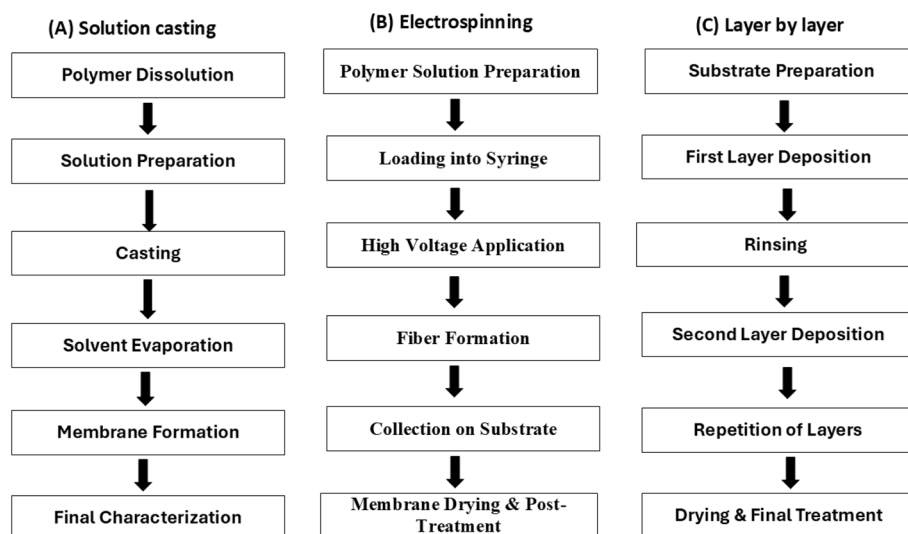 (A) Solution casting
Polymer Dissolution
Solution Preparation
Casting
Solvent Evaporation
Membrane Formation
Final Characterization
(B) Electrospinning
Polymer Solution Preparation
Loading into Syringe
High Voltage Application
Fiber Formation
Collection on Substrate
Membrane Drying & Post-
Treatment
(C) Layer by layer
Substrate Preparation
First Layer Deposition
Rinsing
Second Layer Deposition
Repetition of Layers
Drying & Final Treatment